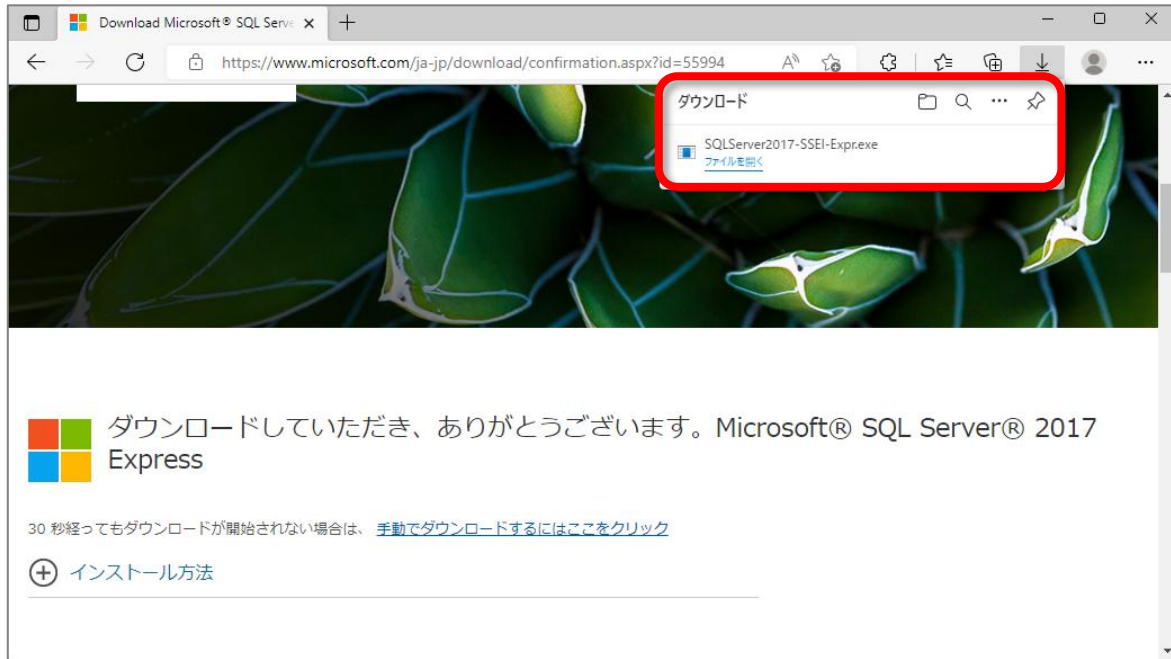 Download Microsoft® SQL Serve
https://www.microsoft.com/ja-jp/download/confirmation.aspx?id=55994
ダウンロード
SQLServer2017-SSEI-Expr.exe
ファイルを開く
ダウンロードしていただき、ありがとうございます。Microsoft® SQL Server® 2017
Express
30 秒経ってもダウンロードが開始されない場合は、 手動でダウンロードするにはここをクリック
インストール方法